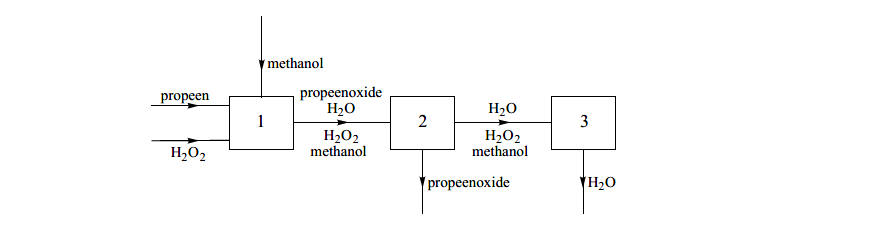 methanol
propeen
H₂O₂
1
propeenoxide
H₂O
H₂O₂
methanol
2
propeenoxide
H₂O
H₂O₂
methanol
3
H₂O